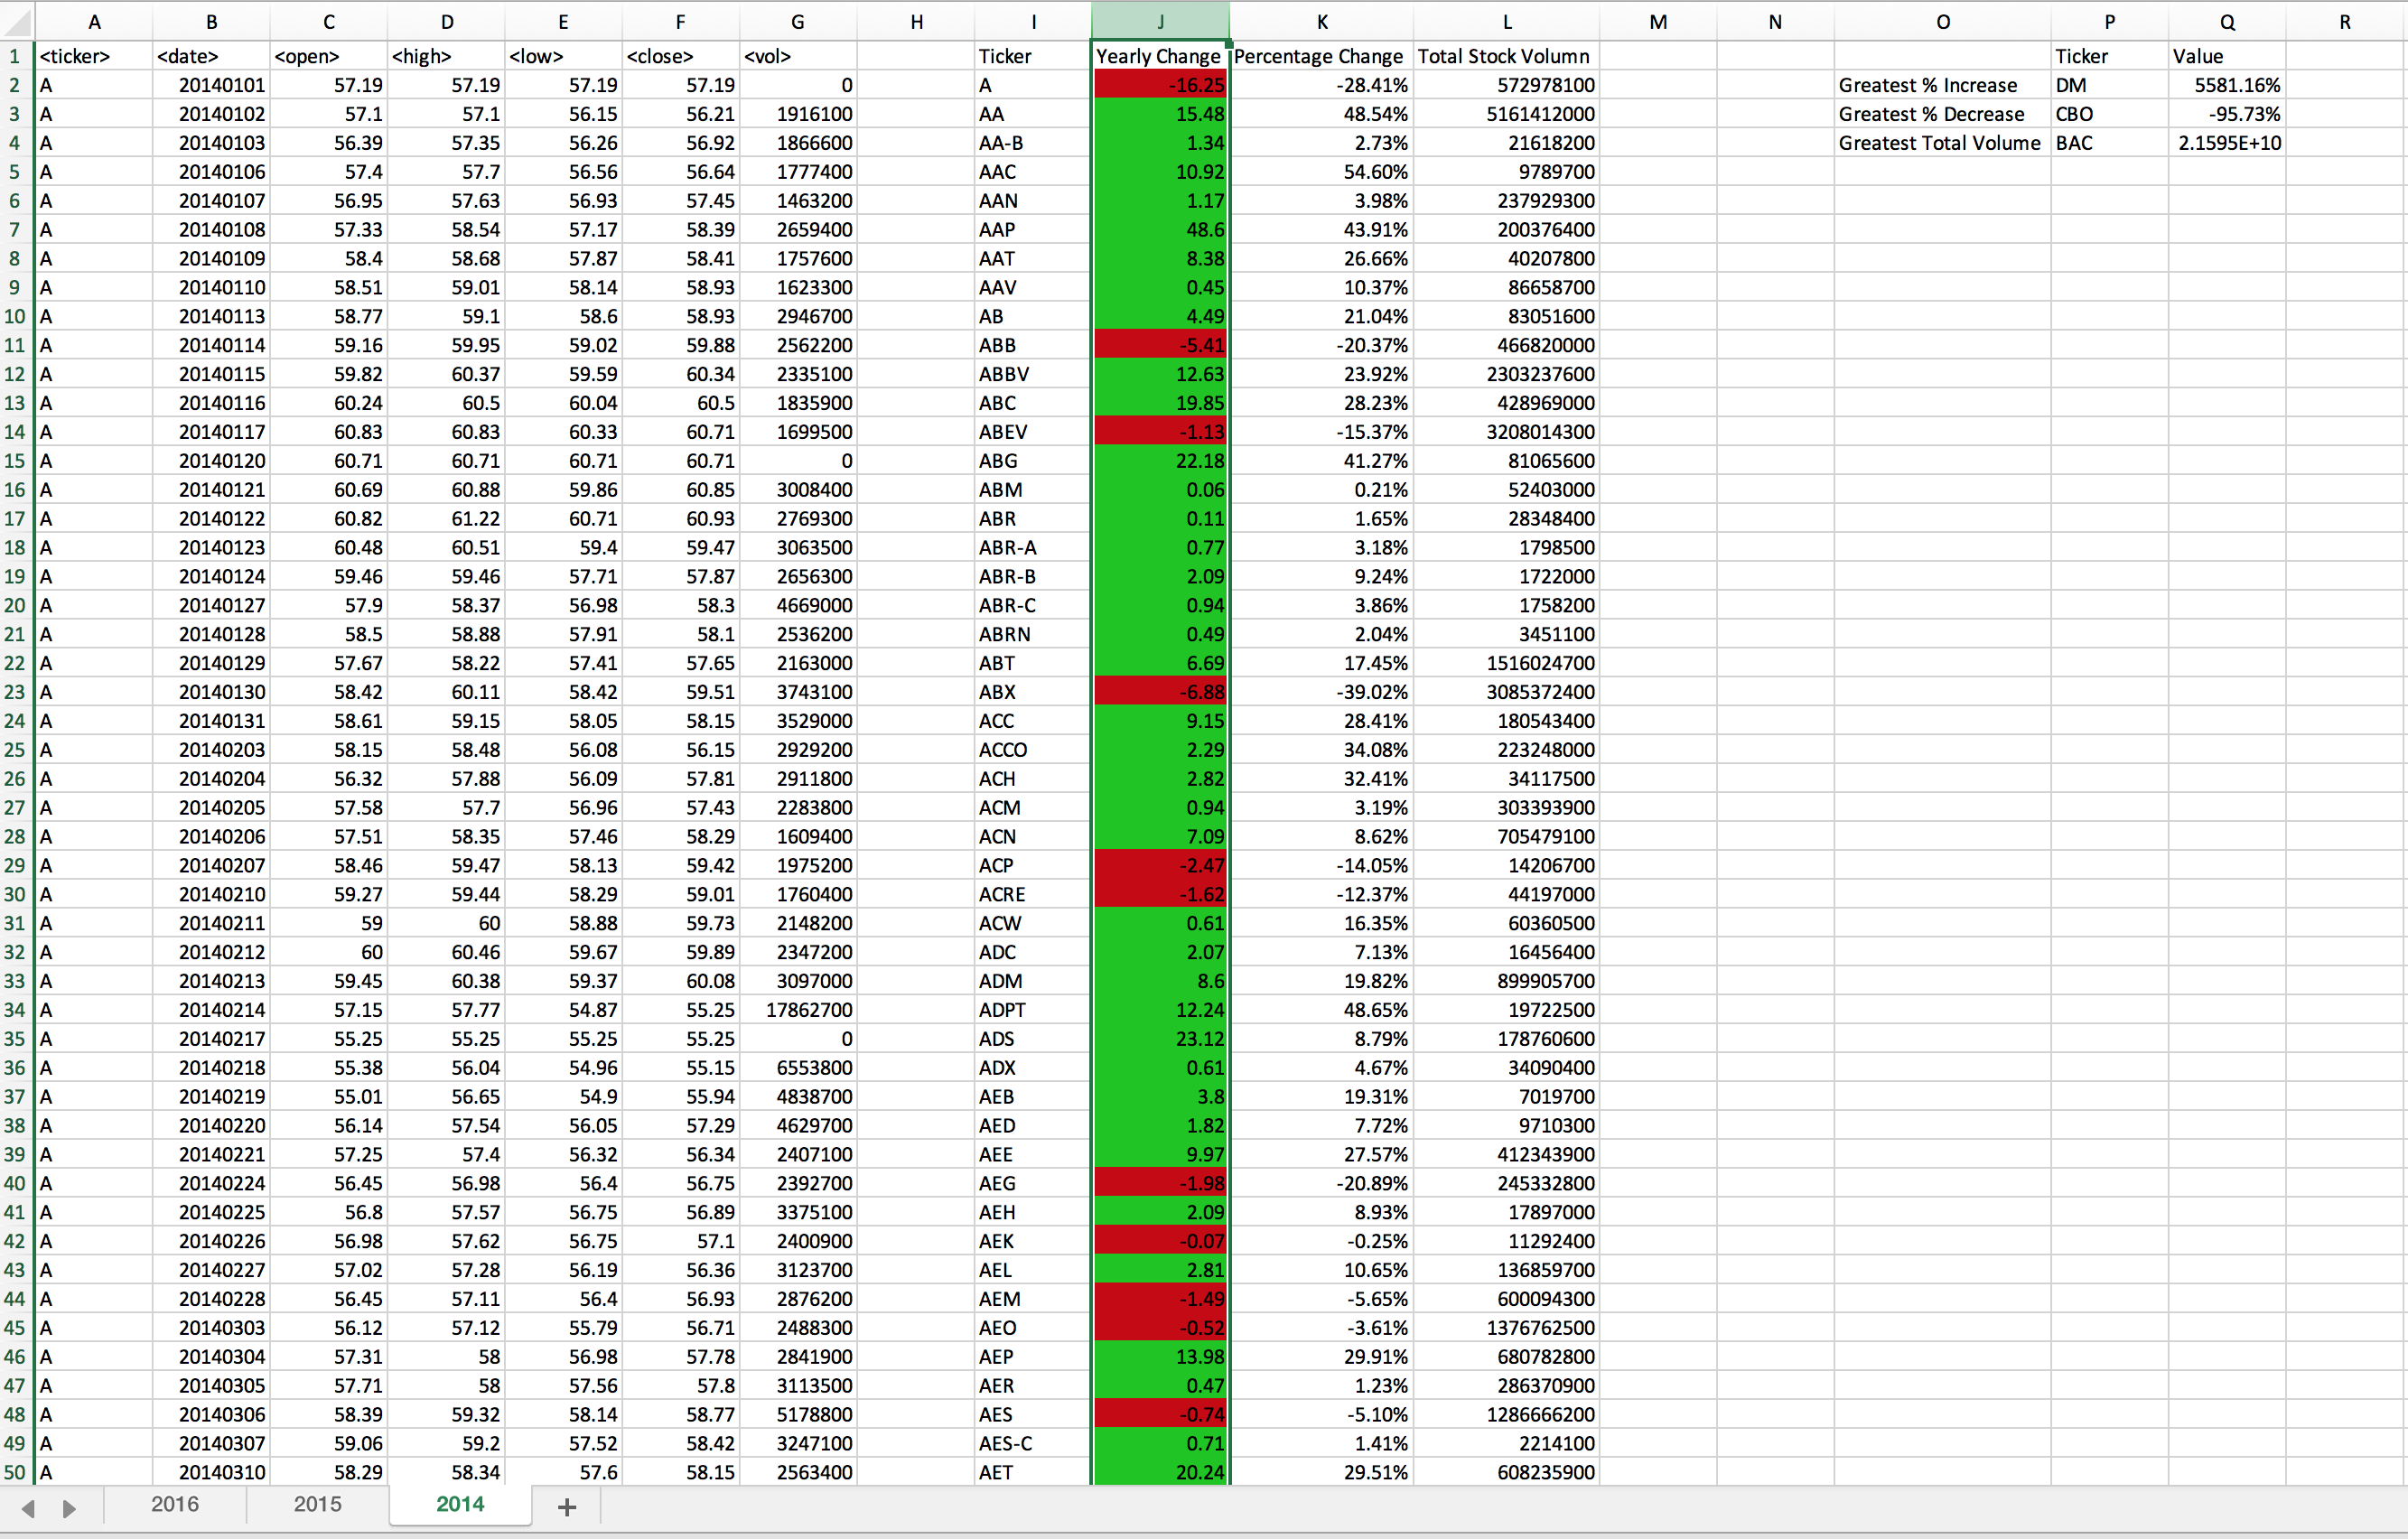 A B C D E F G H I J K L M N O P Q R
1 <ticker> <date> <open> <high> <low> <close> <vol> Ticker Yearly Change Percentage Change Total Stock Volumn Ticker Value
2 A 20140101 57.19 57.19 57.19 57.19 0 A -16.25 -28.41% 572978100 Greatest % Increase DM 5581.16%
3 A 20140102 57.1 57.1 56.15 56.21 1916100 AA 15.48 48.54% 5161412000 Greatest % Decrease CBO -95.73%
4 A 20140103 56.39 57.35 56.26 56.92 1866600 AA-B 1.34 2.73% 21618200 Greatest Total Volume BAC 2.1595E+10
5 A 20140106 57.4 57.7 56.56 56.64 1777400 AAC 10.92 54.60% 9789700
6 A 20140107 56.95 57.63 56.93 57.45 1463200 AAN 1.17 3.98% 237929300
7 A 20140108 57.33 58.54 57.17 58.39 2659400 AAP 48.6 43.91% 200376400
8 A 20140109 58.4 58.68 57.87 58.41 1757600 AAT 8.38 26.66% 40207800
9 A 20140110 58.51 59.01 58.14 58.93 1623300 AAV 0.45 10.37% 86658700
10 A 20140113 58.77 59.1 58.6 58.93 2946700 AB 4.49 21.04% 83051600
11 A 20140114 59.16 59.95 59.02 59.88 2562200 ABB -5.41 -20.37% 466820000
12 A 20140115 59.82 60.37 59.59 60.34 2335100 ABBV 12.63 23.92% 2303237600
13 A 20140116 60.24 60.5 60.04 60.5 1835900 ABC 19.85 28.23% 428969000
14 A 20140117 60.83 60.83 60.33 60.71 1699500 ABEV -1.13 -15.37% 3208014300
15 A 20140120 60.71 60.71 60.71 60.71 0 ABG 22.18 41.27% 81065600
16 A 20140121 60.69 60.88 59.86 60.85 3008400 ABM 0.06 0.21% 52403000
17 A 20140122 60.82 61.22 60.71 60.93 2769300 ABR 0.11 1.65% 28348400
18 A 20140123 60.48 60.51 59.4 59.47 3063500 ABR-A 0.77 3.18% 1798500
19 A 20140124 59.46 59.46 57.71 57.87 2656300 ABR-B 2.09 9.24% 1722000
20 A 20140127 57.9 58.37 56.98 58.3 4669000 ABR-C 0.94 3.86% 1758200
21 A 20140128 58.5 58.88 57.91 58.1 2536200 ABRN 0.49 2.04% 3451100
22 A 20140129 57.67 58.22 57.41 57.65 2163000 ABT 6.69 17.45% 1516024700
23 A 20140130 58.42 60.11 58.42 59.51 3743100 ABX -6.88 -39.02% 3085372400
24 A 20140131 58.61 59.15 58.05 58.15 3529000 ACC 9.15 28.41% 180543400
25 A 20140203 58.15 58.48 56.08 56.15 2929200 ACCO 2.29 34.08% 223248000
26 A 20140204 56.32 57.88 56.09 57.81 2911800 ACH 2.82 32.41% 34117500
27 A 20140205 57.58 57.7 56.96 57.43 2283800 ACM 0.94 3.19% 303393900
28 A 20140206 57.51 58.35 57.46 58.29 1609400 ACN 7.09 8.62% 705479100
29 A 20140207 58.46 59.47 58.13 59.42 1975200 ACP -2.47 -14.05% 14206700
30 A 20140210 59.27 59.44 58.29 59.01 1760400 ACRE -1.62 -12.37% 44197000
31 A 20140211 59 60 58.88 59.73 2148200 ACW 0.61 16.35% 60360500
32 A 20140212 60 60.46 59.67 59.89 2347200 ADC 2.07 7.13% 16456400
33 A 20140213 59.45 60.38 59.37 60.08 3097000 ADM 8.6 19.82% 899905700
34 A 20140214 57.15 57.77 54.87 55.25 17862700 ADPT 12.24 48.65% 19722500
35 A 20140217 55.25 55.25 55.25 55.25 0 ADS 23.12 8.79% 178760600
36 A 20140218 55.38 56.04 54.96 55.15 6553800 ADX 0.61 4.67% 34090400
37 A 20140219 55.01 56.65 54.9 55.94 4838700 AEB 3.8 19.31% 7019700
38 A 20140220 56.14 57.54 56.05 57.29 4629700 AED 1.82 7.72% 9710300
39 A 20140221 57.25 57.4 56.32 56.34 2407100 AEE 9.97 27.57% 412343900
40 A 20140224 56.45 56.98 56.4 56.75 2392700 AEG -1.98 -20.89% 245332800
41 A 20140225 56.8 57.57 56.75 56.89 3375100 AEH 2.09 8.93% 17897000
42 A 20140226 56.98 57.62 56.75 57.1 2400900 AEK -0.07 -0.25% 11292400
43 A 20140227 57.02 57.28 56.19 56.36 3123700 AEL 2.81 10.65% 136859700
44 A 20140228 56.45 57.11 56.4 56.93 2876200 AEM -1.49 -5.65% 600094300
45 A 20140303 56.12 57.12 55.79 56.71 2488300 AEO -0.52 -3.61% 1376762500
46 A 20140304 57.31 58 56.98 57.78 2841900 AEP 13.98 29.91% 680782800
47 A 20140305 57.71 58 57.56 57.8 3113500 AER 0.47 1.23% 286370900
48 A 20140306 58.39 59.32 58.14 58.77 5178800 AES -0.74 -5.10% 1286666200
49 A 20140307 59.06 59.2 57.52 58.42 3247100 AES-C 0.71 1.41% 2214100
50 A 20140310 58.29 58.34 57.6 58.15 2563400 AET 20.24 29.51% 608235900
2016 2015 2014 +